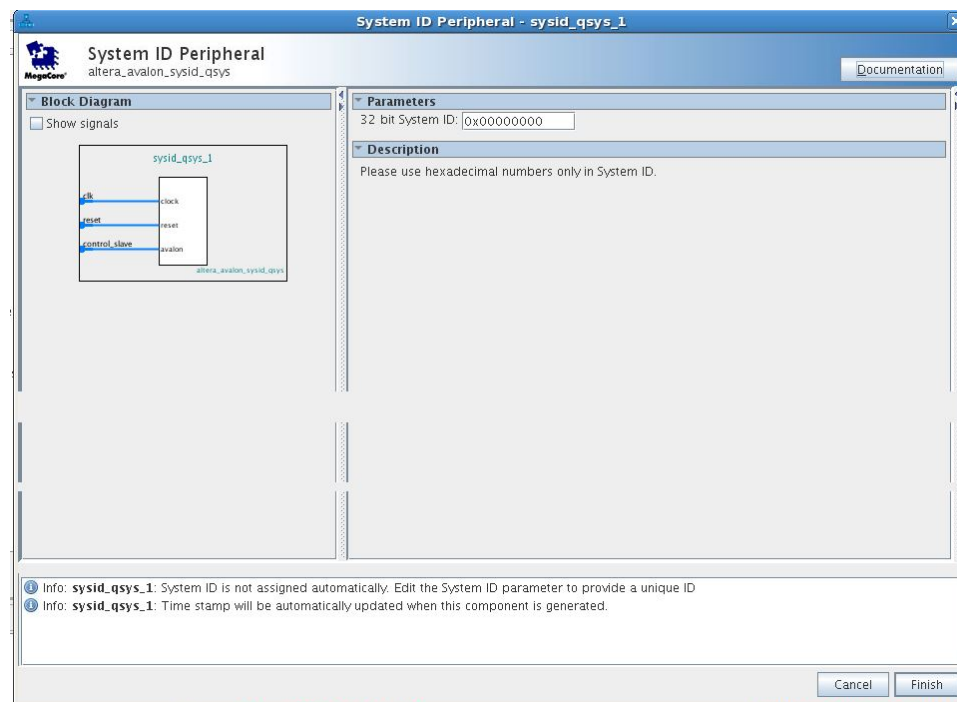 System ID Peripheral - sysid_qsys_1
System ID Peripheral
altera_avalon_sysid_qsys
MegaCore®
Documentation
Block Diagram
Show signals
sysid_qsys_1
clk
clock
reset
reset
control_slave
avalon
altera_avalon_sysid_qsys
Parameters
32 bit System ID: 0x00000000
Description
Please use hexadecimal numbers only in System ID.
Info: sysid_qsys_1: System ID is not assigned automatically. Edit the System ID parameter to provide a unique ID
Info: sysid_qsys_1: Time stamp will be automatically updated when this component is generated.
Cancel Finish